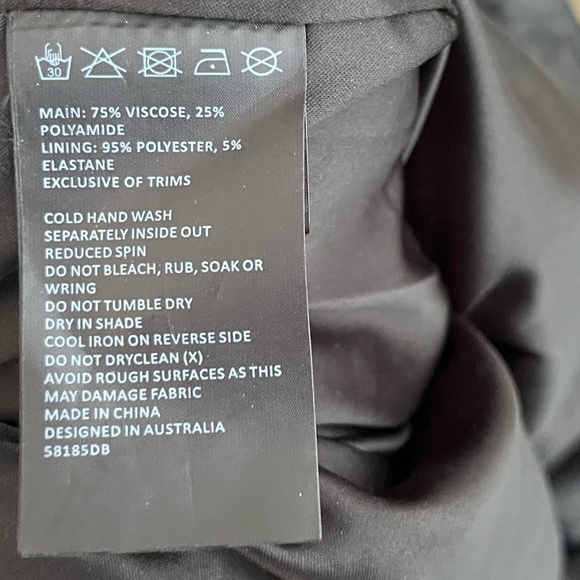 30
MAIN: 75% VISCOSE, 25%
POLYAMIDE
LINING: 95% POLYESTER, 5%
ELASTANE
EXCLUSIVE OF TRIMS
COLD HAND WASH
SEPARATELY INSIDE OUT
REDUCED SPIN
DO NOT BLEACH, RUB, SOAK OR
WRING
DO NOT TUMBLE DRY
DRY IN SHADE
COOL IRON ON REVERSE SIDE
DO NOT DRYCLEAN (X)
AVOID ROUGH SURFACES AS THIS
MAY DAMAGE FABRIC
MADE IN CHINA
DESIGNED IN AUSTRALIA
58185DB